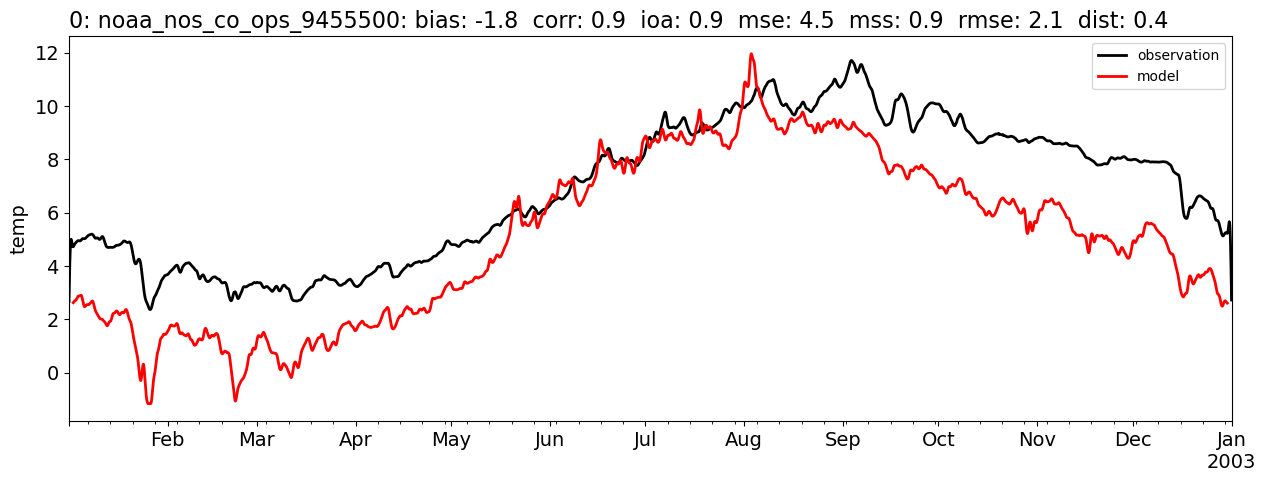 0: noaa_nos_co_ops_9455500: bias: -1.8  corr: 0.9  ioa: 0.9  mse: 4.5  mss: 0.9  rmse: 2.1  dist: 0.4
12
10
8
6
4
2
0
temp
observation
model
Feb Mar Apr May Jun Jul Aug Sep Oct Nov Dec Jan
2003